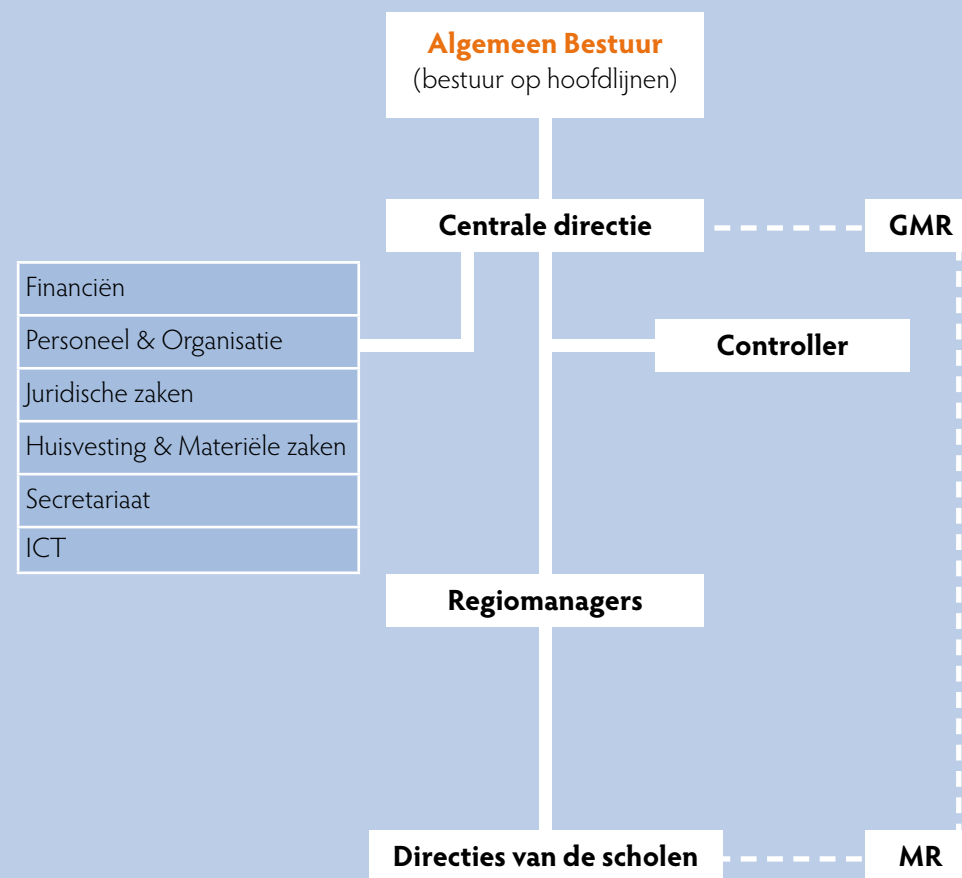 Algemeen Bestuur
(bestuur op hoofdlijnen)
Centrale directie
GMR
Financiën
Personeel & Organisatie
Juridische zaken
Huisvesting & Materiële zaken
Secretariaat
ICT
Controller
Regiomanagers
Directies van de scholen
MR